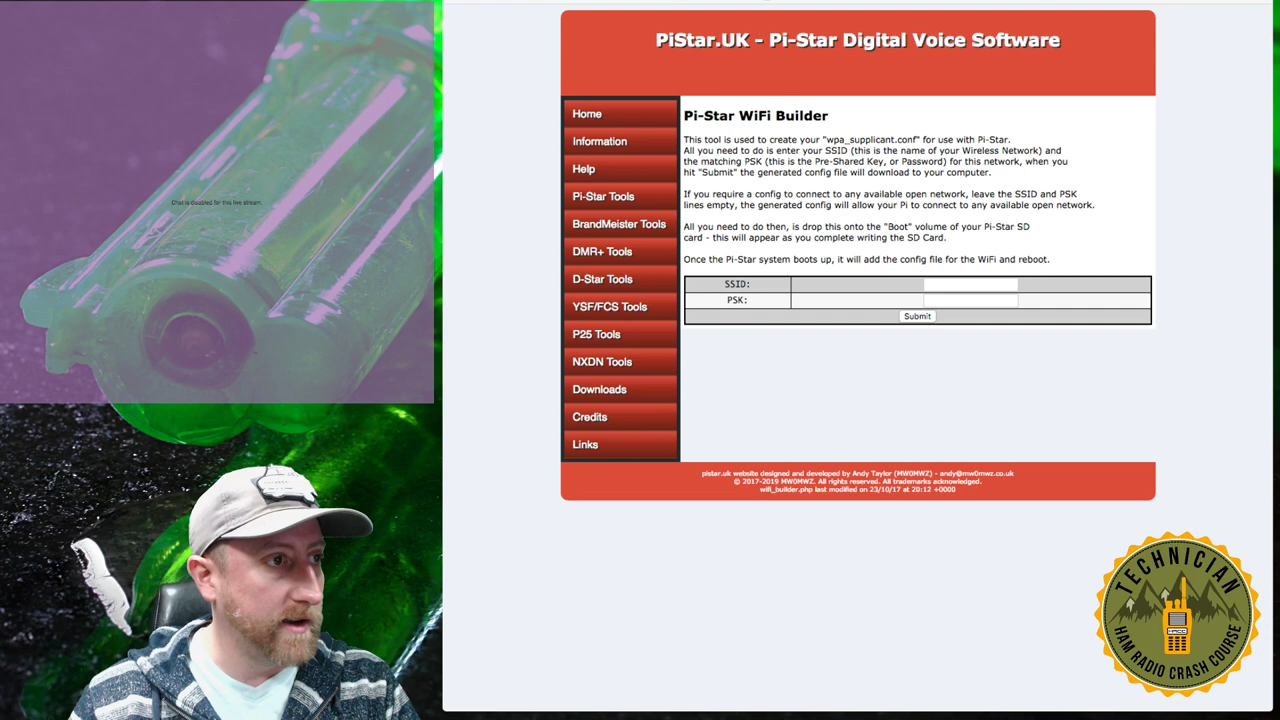 Chat is disabled for this live stream.
PiStar.UK - Pi-Star Digital Voice Software
Home
Information
Help
Pi-Star Tools
BrandMeister Tools
DMR+ Tools
D-Star Tools
YSF/FCS Tools
P25 Tools
NXDN Tools
Downloads
Credits
Links
Pi-Star WiFi Builder
This tool is used to create your "wpa_supplicant.conf" for use with Pi-Star.
All you need to do is enter your SSID (this is the name of your Wireless Network) and
the matching PSK (this is the Pre-Shared Key, or Password) for this network, when you
hit "Submit" the generated config file will download to your computer.
If you require a config to connect to any available open network, leave the SSID and PSK
lines empty, the generated config will allow your Pi to connect to any available open network.
All you need to do then, is drop this onto the "Boot" volume of your Pi-Star SD
card - this will appear as you complete writing the SD Card.
Once the Pi-Star system boots up, it will add the config file for the WiFi and reboot.
SSID:
PSK:
Submit
pistar.uk website designed and developed by Andy Taylor (MW0MWZ) - andy@mw0mwz.co.uk
© 2017-2019 MW0MWZ. All rights reserved. All trademarks acknowledged.
wifi_builder.php last modified on 23/10/17 at 20:12 +0000
TECHNICIAN
HRCC
HAM RADIO CRASH COURSE